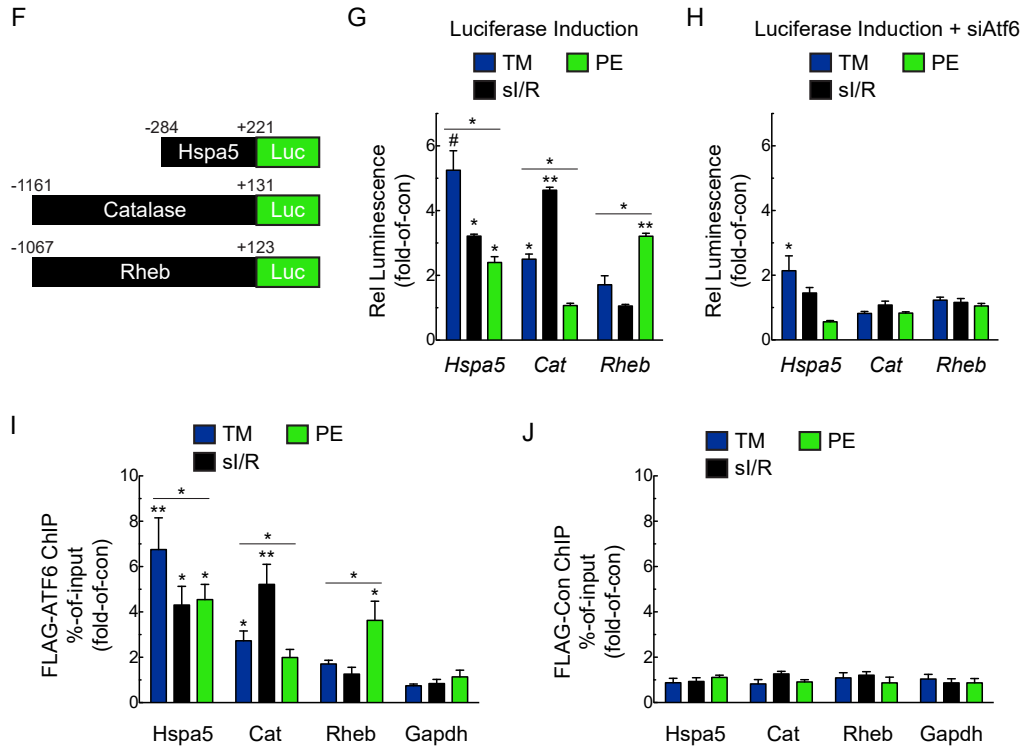 F
-284 +221
Hspa5 Luc
-1161 +131
Catalase Luc
-1067 +123
Rheb Luc
G
Luciferase Induction
TM PE
sI/R
Rel Luminescence
(fold-of-con)
6
4
2
0
*
#
*
*
*
*
**
*
**
Hspa5 Cat Rheb
H
Luciferase Induction + siAtf6
TM PE
sI/R
Rel Luminescence
(fold-of-con)
6
4
2
0
*
Hspa5 Cat Rheb
I
TM PE
sI/R
FLAG-ATF6 ChIP
%-of-input
(fold-of-con)
10
8
6
4
2
0
*
**
*
*
*
*
**
*
*
Hspa5 Cat Rheb Gapdh
J
TM PE
sI/R
FLAG-Con ChIP
%-of-input
(fold-of-con)
10
8
6
4
2
0
Hspa5 Cat Rheb Gapdh